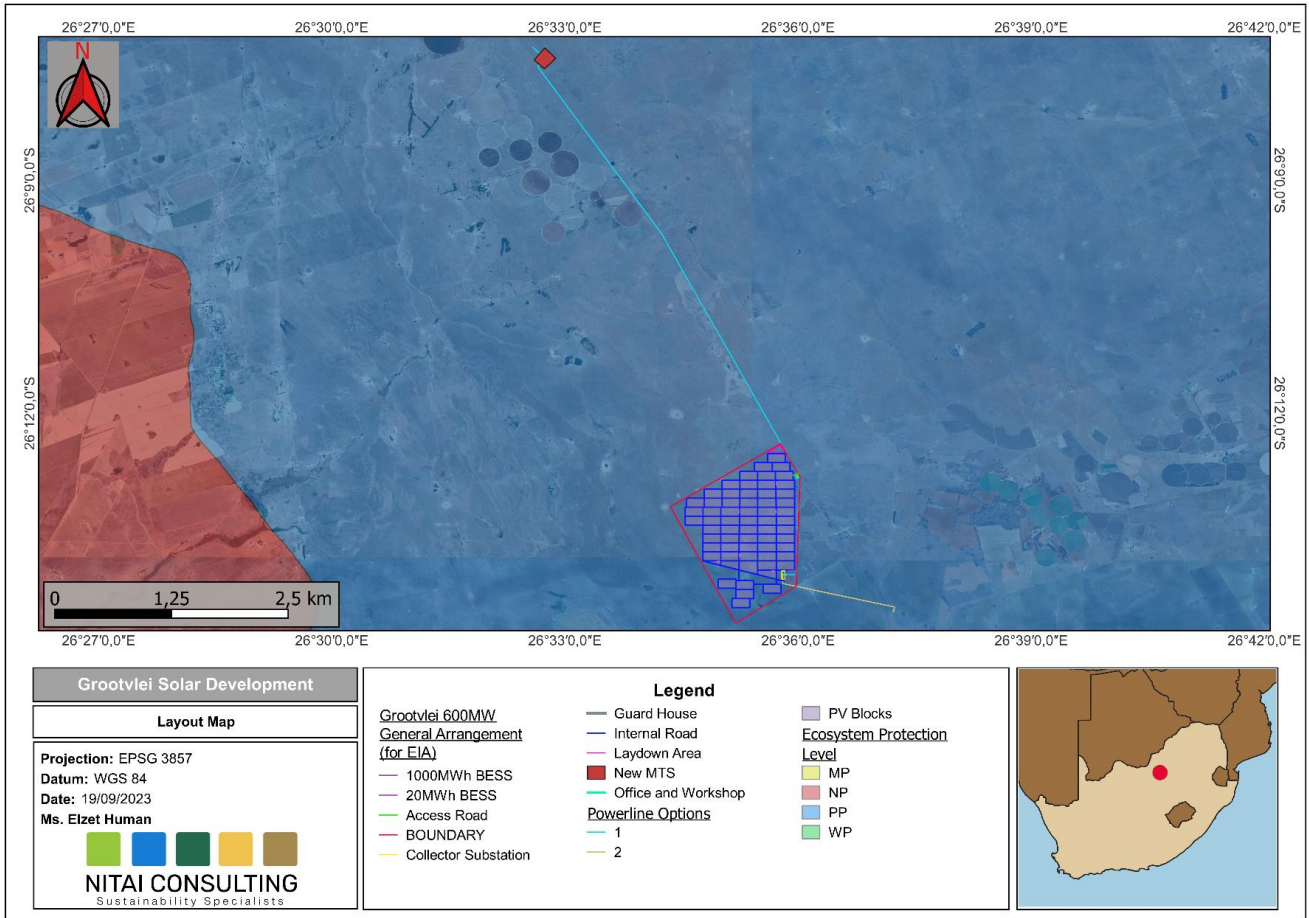 26°27'0,0"E 26°30'0,0"E 26°33'0,0"E 26°36'0,0"E 26°39'0,0"E 26°42'0,0"E
N
26°9'0,0"S
26°9'0,0"S
26°12'0,0"S
26°12'0,0"S
0 1,25 2,5 km
26°27'0,0"E 26°30'0,0"E 26°33'0,0"E 26°36'0,0"E 26°39'0,0"E 26°42'0,0"E
Grootvlei Solar Development
Layout Map
Projection: EPSG 3857
Datum: WGS 84
Date: 19/09/2023
Ms. Elzet Human
NITAI CONSULTING
Sustainability Specialists
Legend
Grootvlei 600MW
General Arrangement
(for EIA)
1000MWh BESS
20MWh BESS
Access Road
BOUNDARY
Collector Substation
Guard House
Internal Road
Laydown Area
New MTS
Office and Workshop
Powerline Options
1
2
PV Blocks
Ecosystem Protection
Level
MP
NP
PP
WP